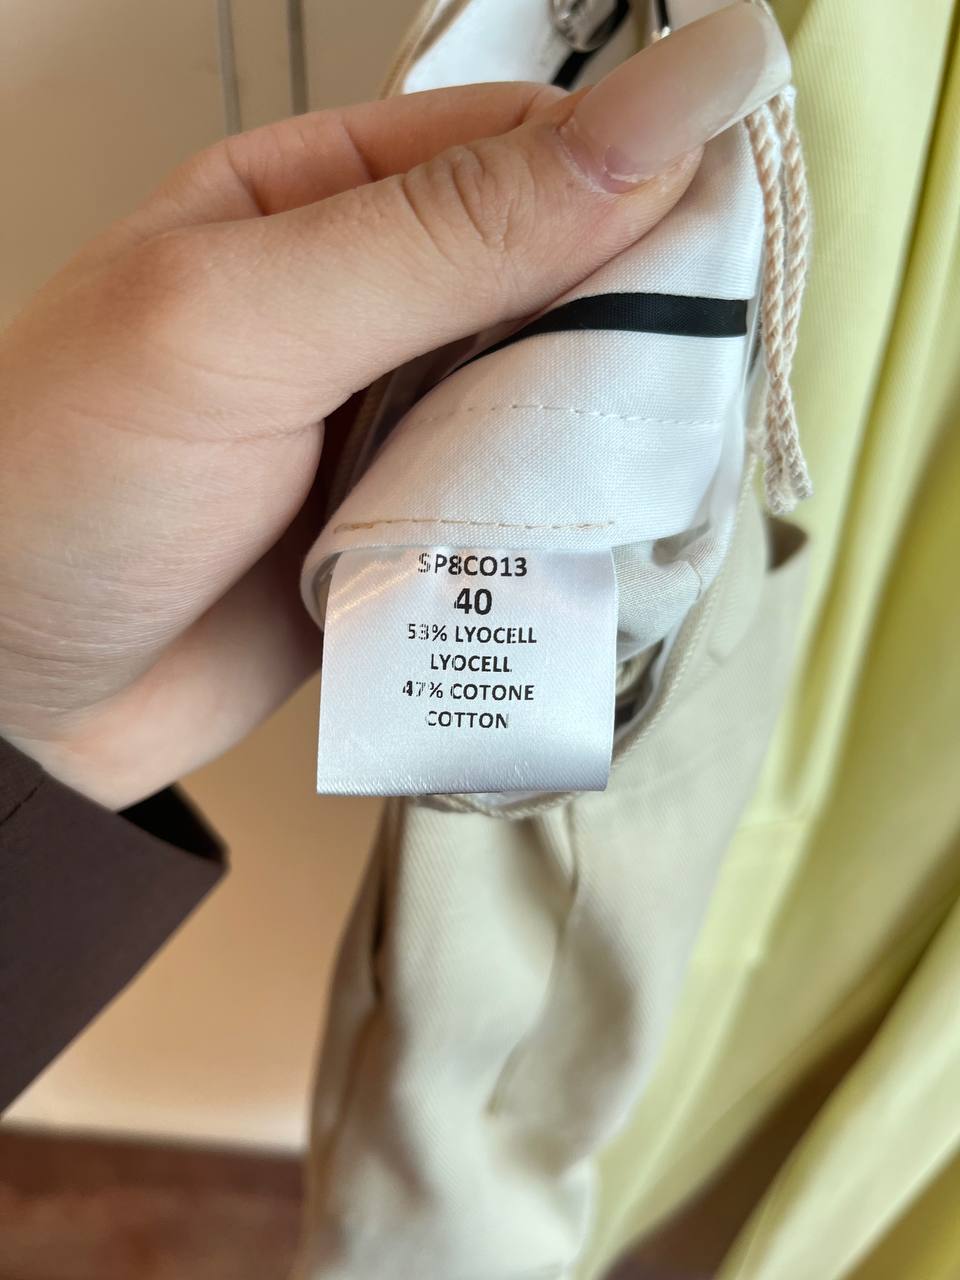 SP8CO13
40
53% LYOCELL
LYOCELL
47% COTONE
COTTON